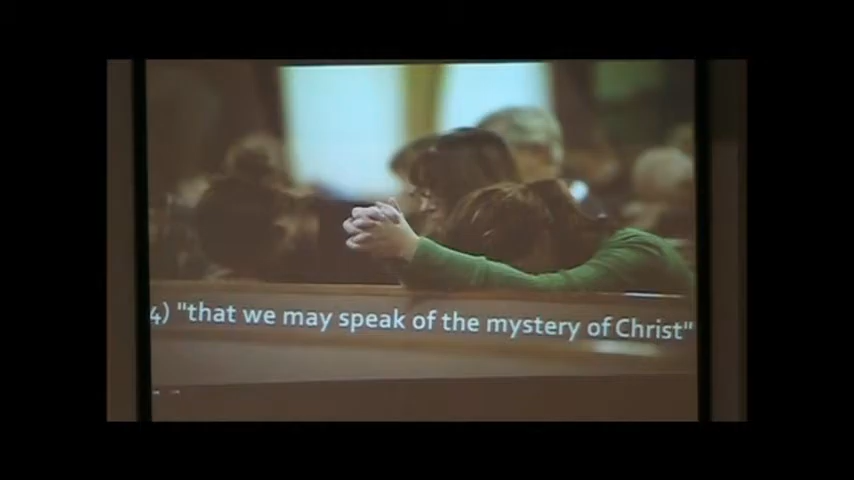 4) "that we may speak of the mystery of Christ"